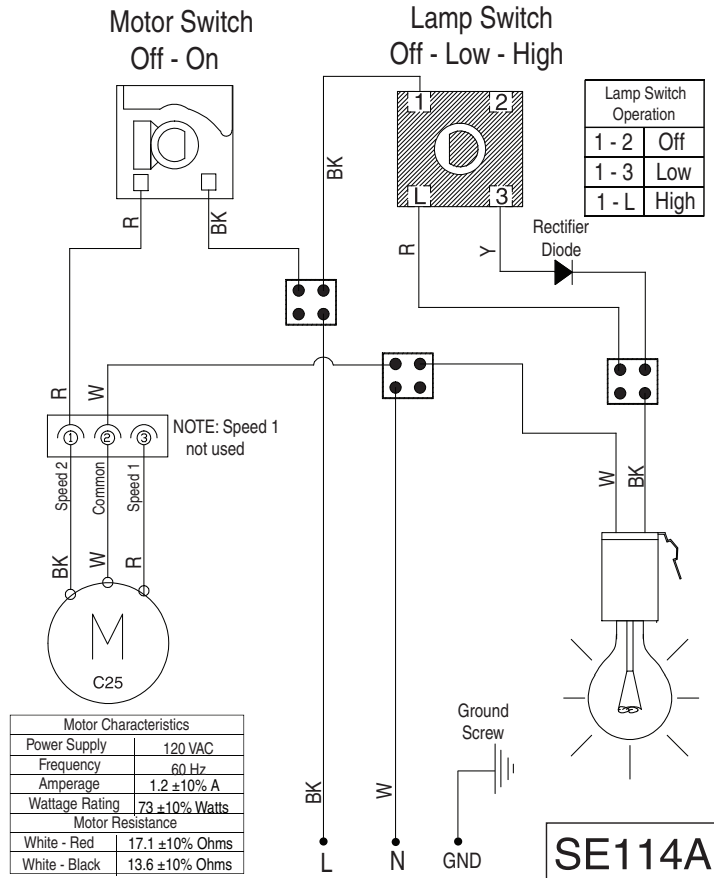 Motor Switch
Off - On
Lamp Switch
Off - Low - High
1
2
L
3
Lamp Switch
Operation
1 - 2 Off
1 - 3 Low
1 - L High
BK
R
BK
R
Y
Rectifier
Diode
R
W
NOTE: Speed 1
not used
1
2
3
Speed 2
Common
Speed 1
BK
W
R
M
C25
W
BK
Motor Characteristics
Power Supply 120 VAC
Frequency 60 Hz
Amperage 1.2 ±10% A
Wattage Rating 73 ±10% Watts
Motor Resistance
White - Red 17.1 ±10% Ohms
White - Black 13.6 ±10% Ohms
BK
W
Ground
Screw
L
N
GND
SE114A